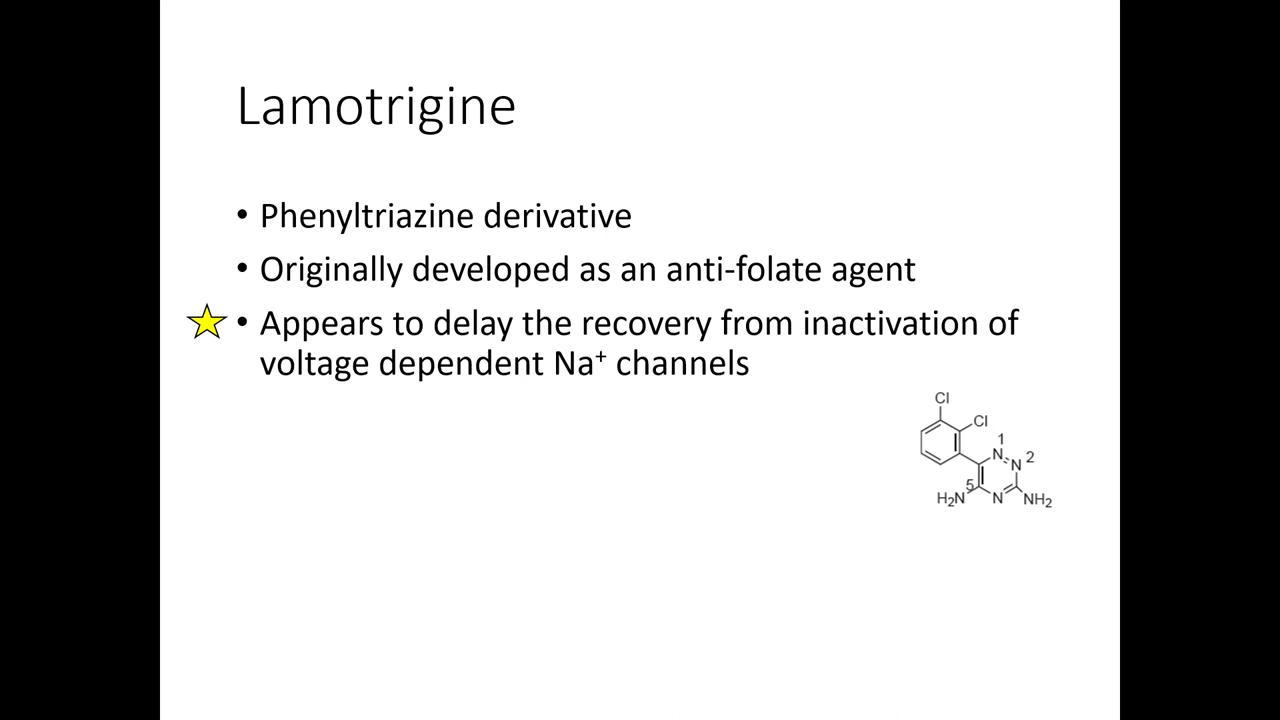 Lamotrigine
• Phenyltriazine derivative
• Originally developed as an anti-folate agent
• Appears to delay the recovery from inactivation of
voltage dependent Na⁺ channels
Cl
Cl
1
N
N 2
5
H₂N
N
NH₂